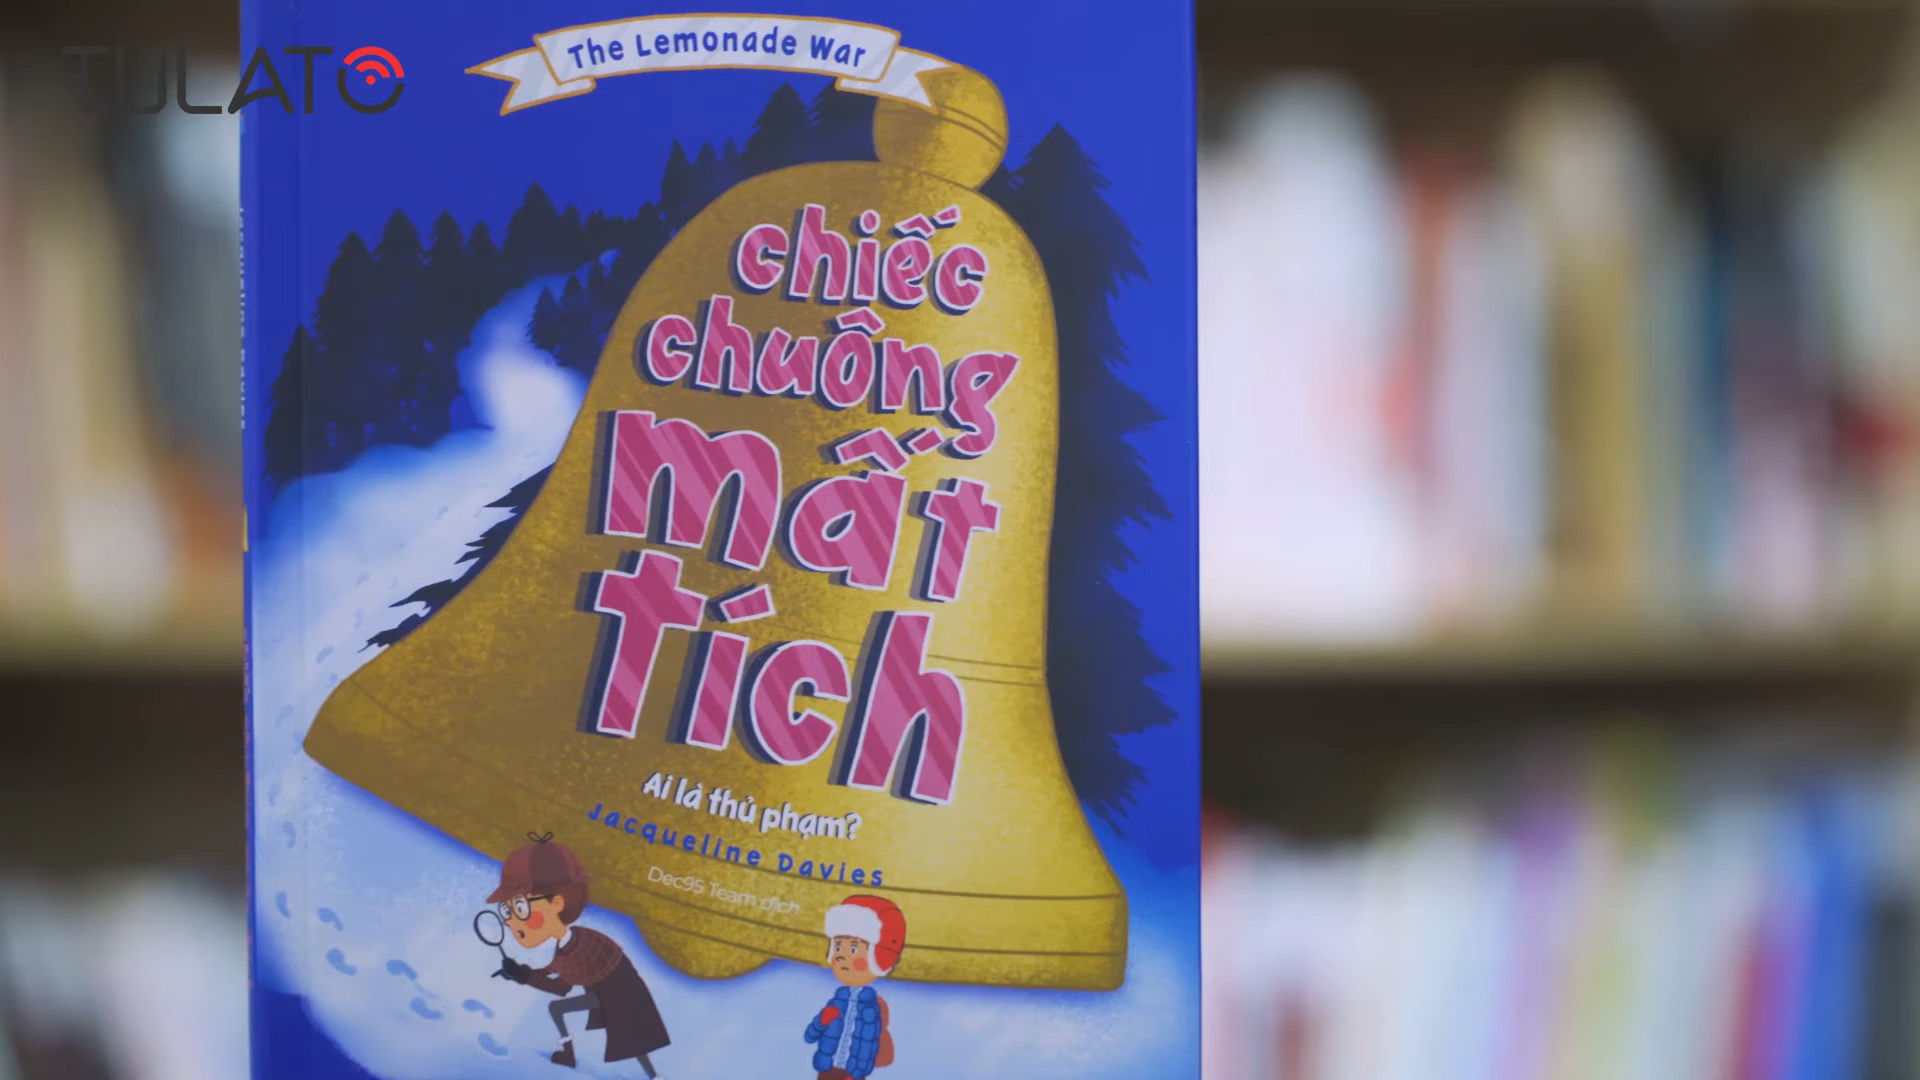 TULATO
The Lemonade War
chiếc
chuông
mất
tích
Ai là thủ phạm?
Jacqueline Davies
Dec95 Team dịch